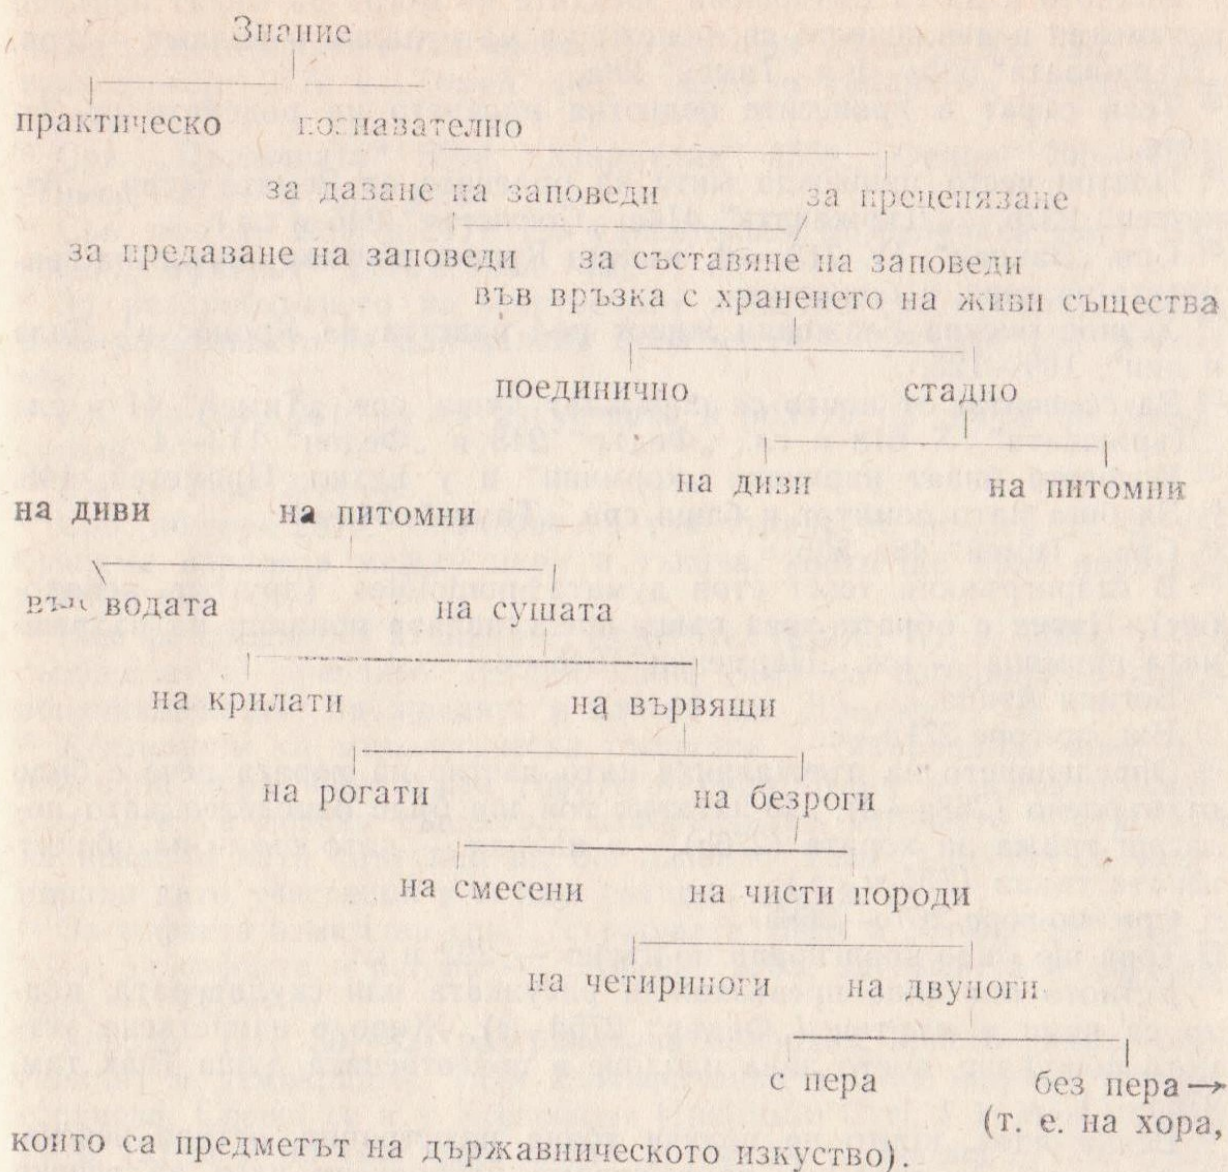 Знание
практическо познавательно
за даване на заповеди за преценязане
за предаване на заповеди за съставяне на заповеди
във връзка с храненето на живи същества
поединично стадно
на дизи на питомни
на диви на питомни
във водата на сушата
на крилати на вървящи
на рогати на безроги
на смесени на чисти породи
на четириноги на двуноги
с пера без пера →
(т. е. на хора,
които са предметът на държавническото изкуство).